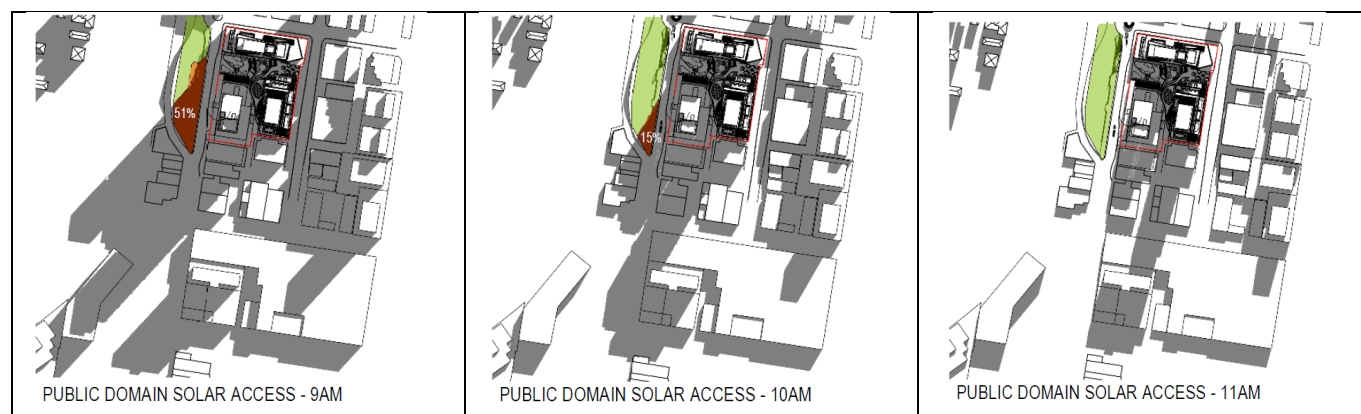 51%
15%
PUBLIC DOMAIN SOLAR ACCESS - 9AM
PUBLIC DOMAIN SOLAR ACCESS - 10AM
PUBLIC DOMAIN SOLAR ACCESS - 11AM